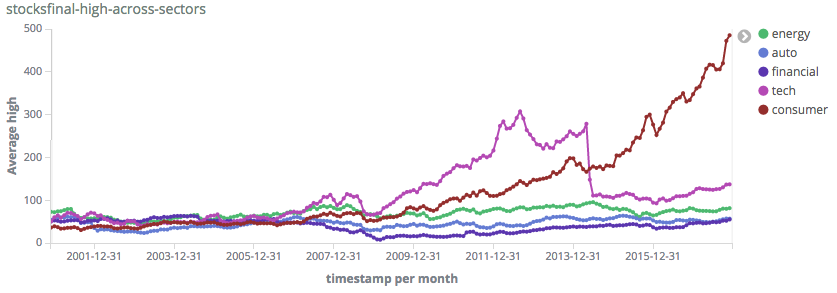 stocksfinal-high-across-sectors
500
400
300
200
100
0
Average high
2001-12-31 2003-12-31 2005-12-31 2007-12-31 2009-12-31 2011-12-31 2013-12-31 2015-12-31
timestamp per month
energy
auto
financial
tech
consumer